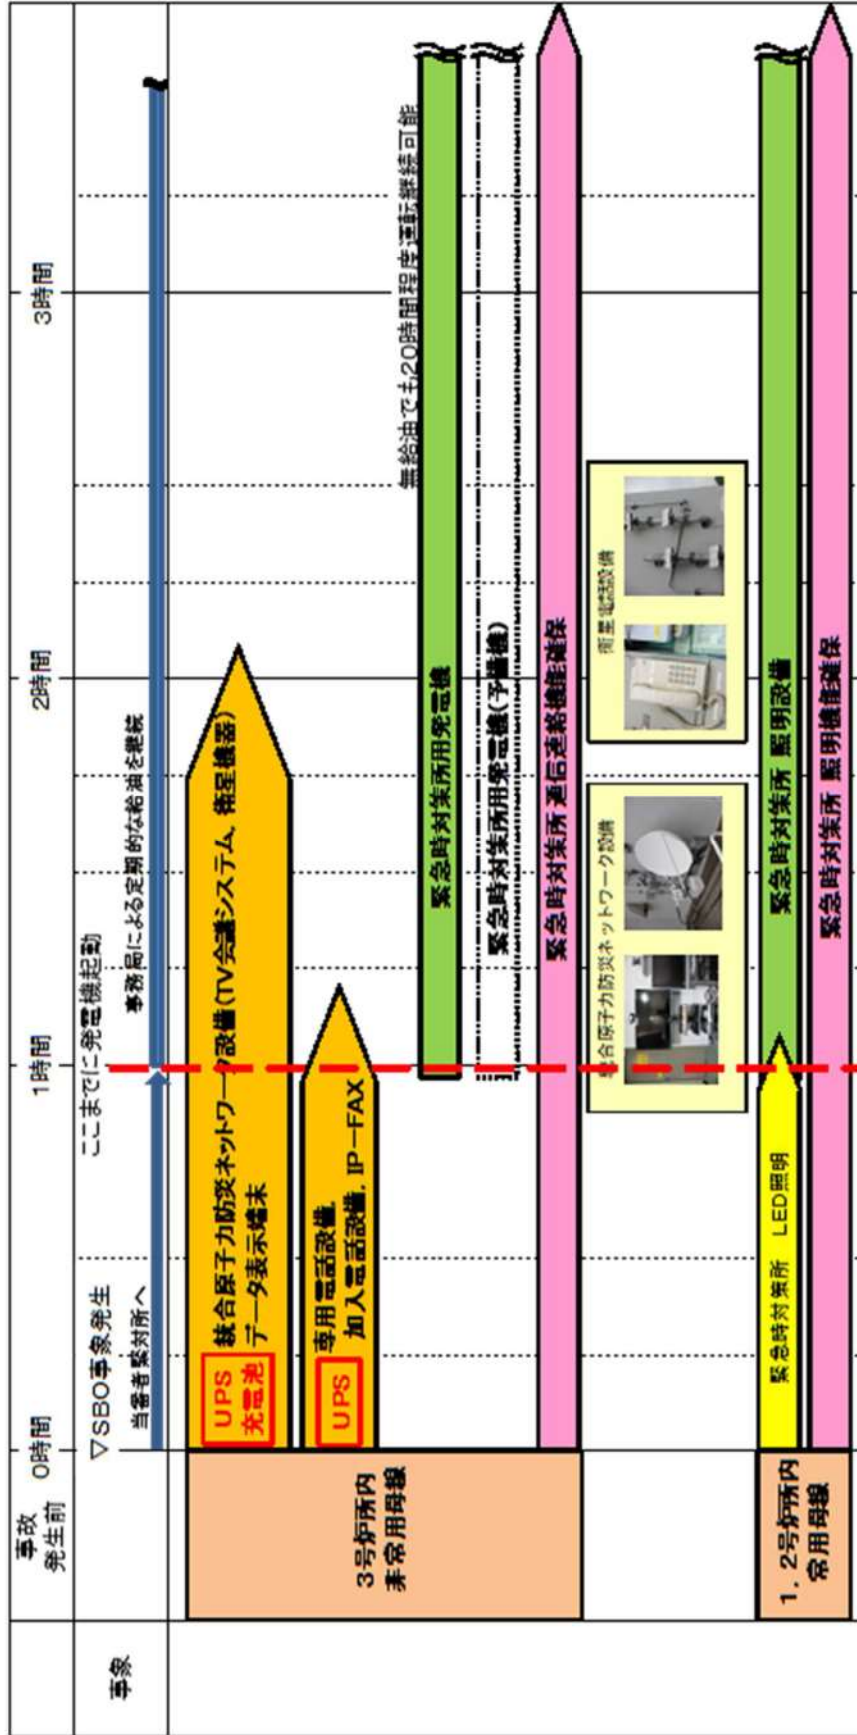 事故
発生前
0時間
1時間
2時間
3時間
事象
▽SBO事象発生
ここまでに発電機起動
当番者緊対所へ
事務局による定期的な給油を継続
3号炉所内
非常用母線
UPS
充電池
統合原子力防災ネットワーク設備(TV会議システム, 衛星機器)
データ表示端末
UPS
専用電話設備,
加入電話設備, IP-FAX
無給油でも20時間程度運転継続可能
緊急時対策所用発電機
緊急時対策所用発電機(予備機)
緊急時対策所 通信連絡機能確保
統合原子力防災ネットワーク設備
衛星電話設備
1, 2号炉所内
常用母線
緊急時対策所 LED照明
緊急時対策所 照明設備
緊急時対策所 照明機能確保